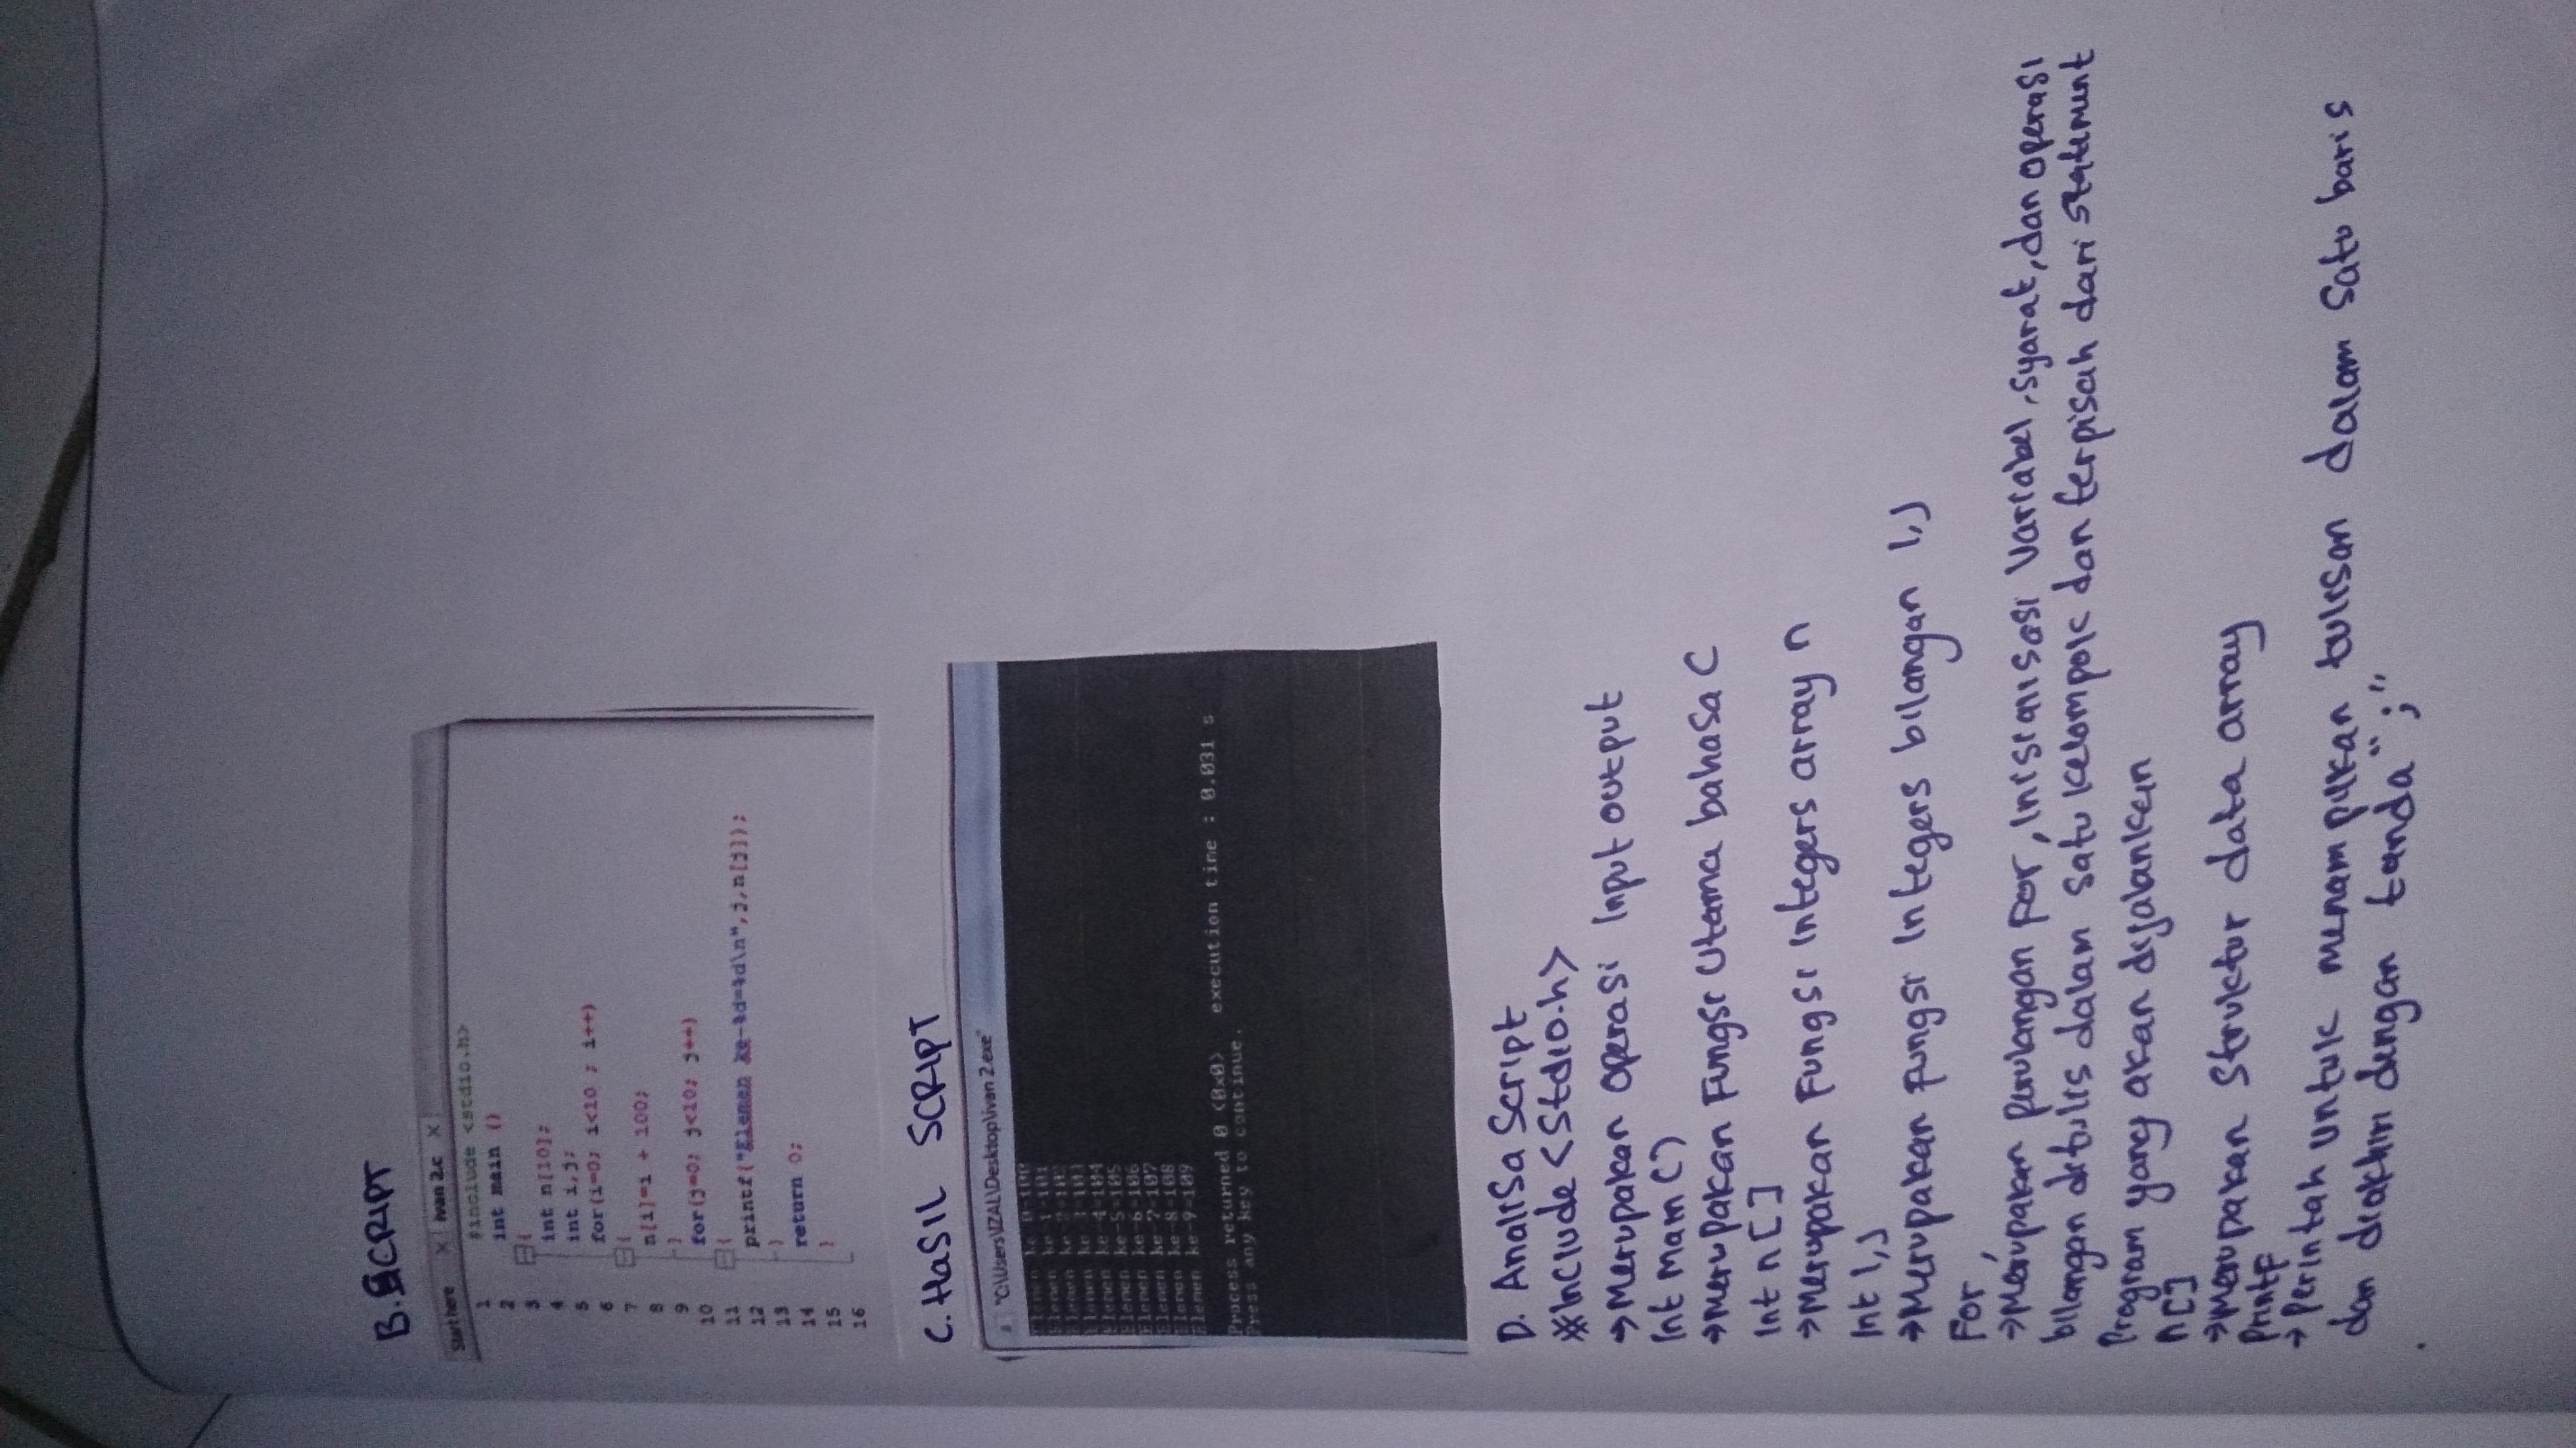 B. SCRIPT
Start here X ivan 2.c X
1 #include <stdio.h>
2 int main ()
3 {
4 int n[10];
5 int i,j;
6 for(i=0; i<10 ; i++)
7 {
8 n[i]=i + 100;
9 }
10 for(j=0; j<10; j++)
11 {
12 printf("Elemen ke-%d=%d\n",j,n[j]);
13 }
14 return 0;
15 }
16
C. HASIL SCRIPT
"C:\Users\IZAL\Desktop\ivan 2.exe"
Elemen ke-0=100
Elemen ke-1=101
Elemen ke-2=102
Elemen ke-3=103
Elemen ke-4=104
Elemen ke-5=105
Elemen ke-6=106
Elemen ke-7=107
Elemen ke-8=108
Elemen ke-9=109
Process returned 0 (0x0) execution time : 0.031 s
Press any key to continue.
D. Analisa Script
#Include <Stdio.h>
→ Merupakan operasi Input output
Int main ()
→ Merupakan Fungsi Utama bahasa C
Int n []
→ Merupakan Fungsi Integers array n
Int i,j
→ Merupakan Fungsi Integers bilangan i,j
For,
→ Merupakan perulangan For, Inisianisasi Variabel, syarat, dan operasi
bilangan ditulis dalam satu kelompok dan terpisah dari statement
Program yang akan dijalankan
n[]
→ Merupakan Struktur data array
Printf
→ Perintah untuk menampilkan tulisan dalam satu baris
dan diakhiri dengan tanda ";"